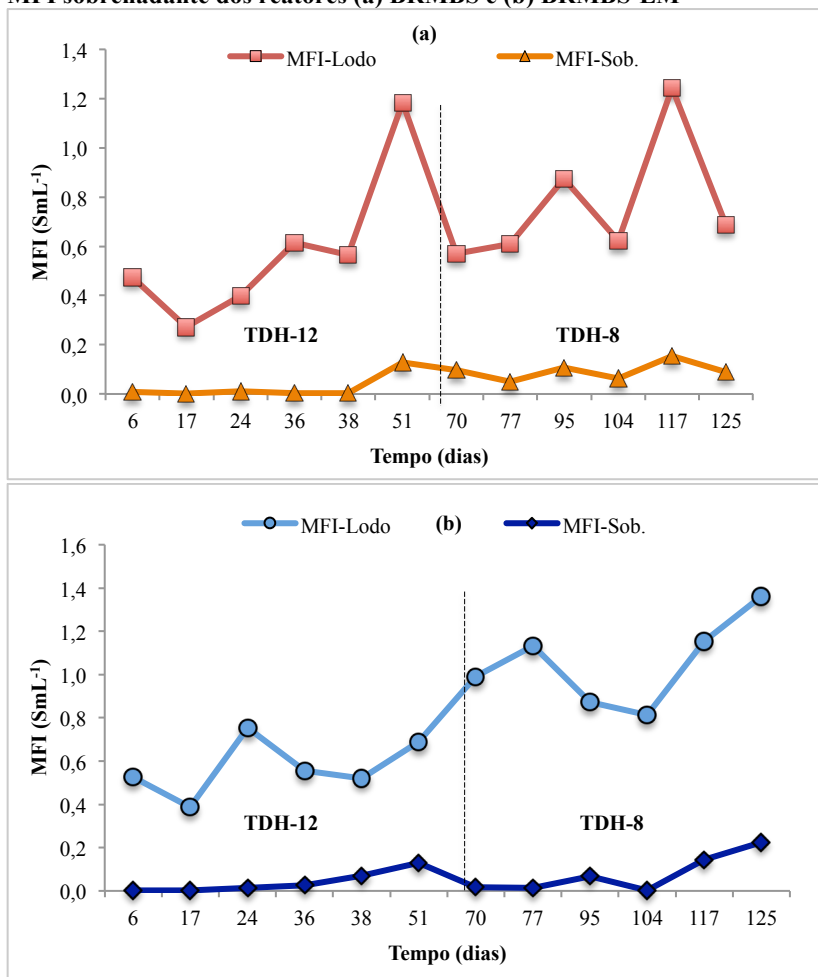 MFI sobrenadante dos reatores (a) BRMBS e (b) BRMBS-EM
(a)
MFI-Lodo MFI-Sob.
1,4
1,2
1,0
0,8
0,6
0,4
0,2
0,0
MFI (SmL⁻¹)
TDH-12 TDH-8
6 17 24 36 38 51 70 77 95 104 117 125
Tempo (dias)
MFI-Lodo (b) MFI-Sob.
1,6
1,4
1,2
1,0
0,8
0,6
0,4
0,2
0,0
MFI (SmL⁻¹)
TDH-12 TDH-8
6 17 24 36 38 51 70 77 95 104 117 125
Tempo (dias)